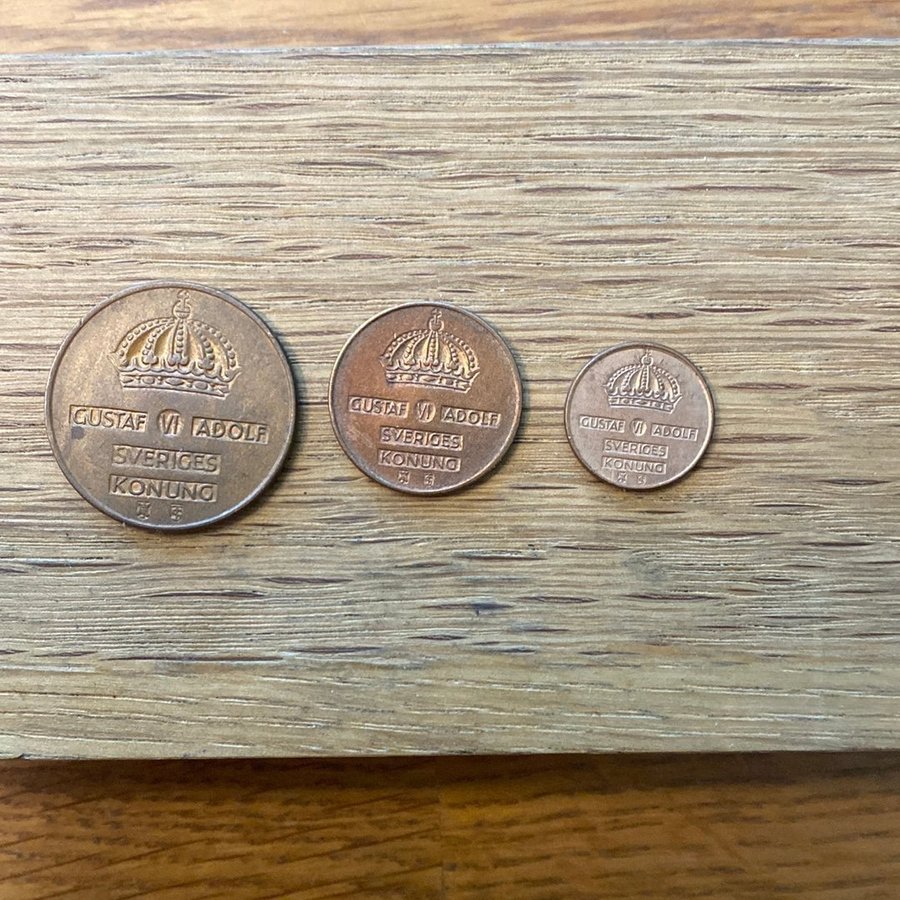 GUSTAF VI ADOLF
SVERIGES
KONUNG
GUSTAF VI ADOLF
SVERIGES
KONUNG
GUSTAF VI ADOLF
SVERIGES
KONUNG